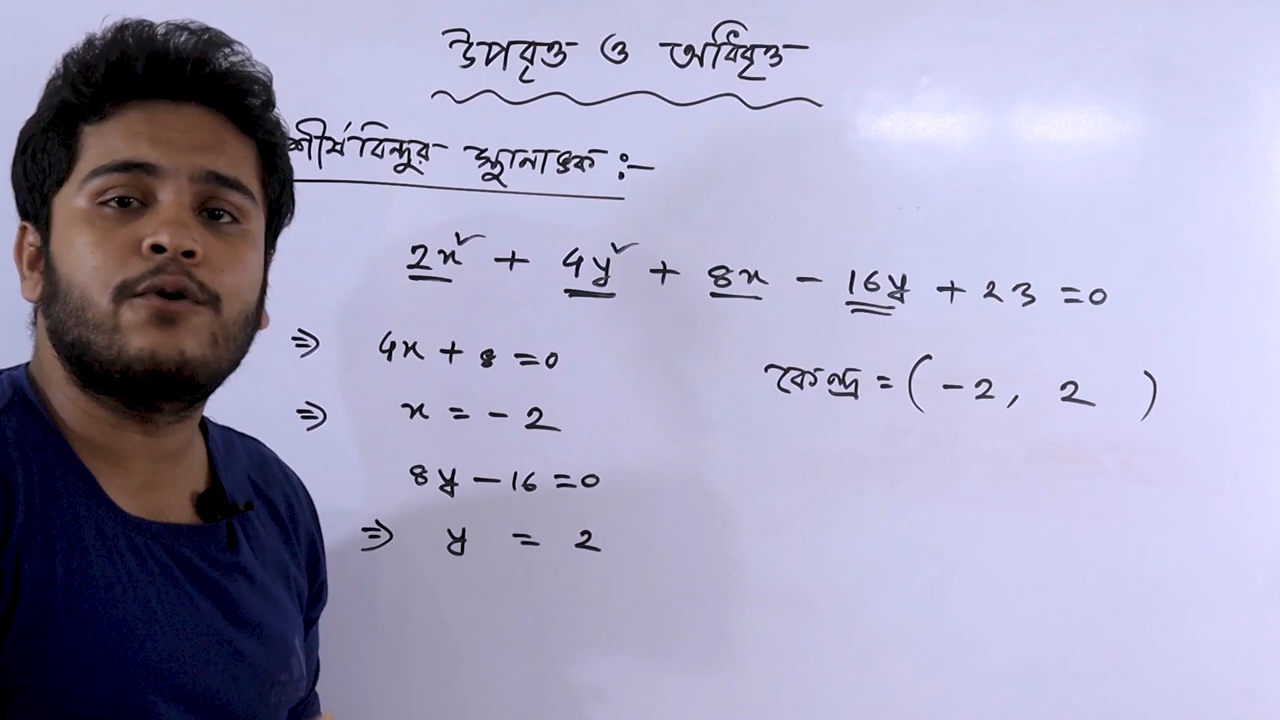 উপবৃত্ত ও অধিবৃত্ত
শীর্ষবিন্দুর স্থানাঙ্ক :-
2x² + 4y² + 8x - 16y + 23 = 0
⇒ 4x + 8 = 0
⇒ x = - 2
8y - 16 = 0
⇒ y = 2
কেন্দ্র = ( -2, 2 )